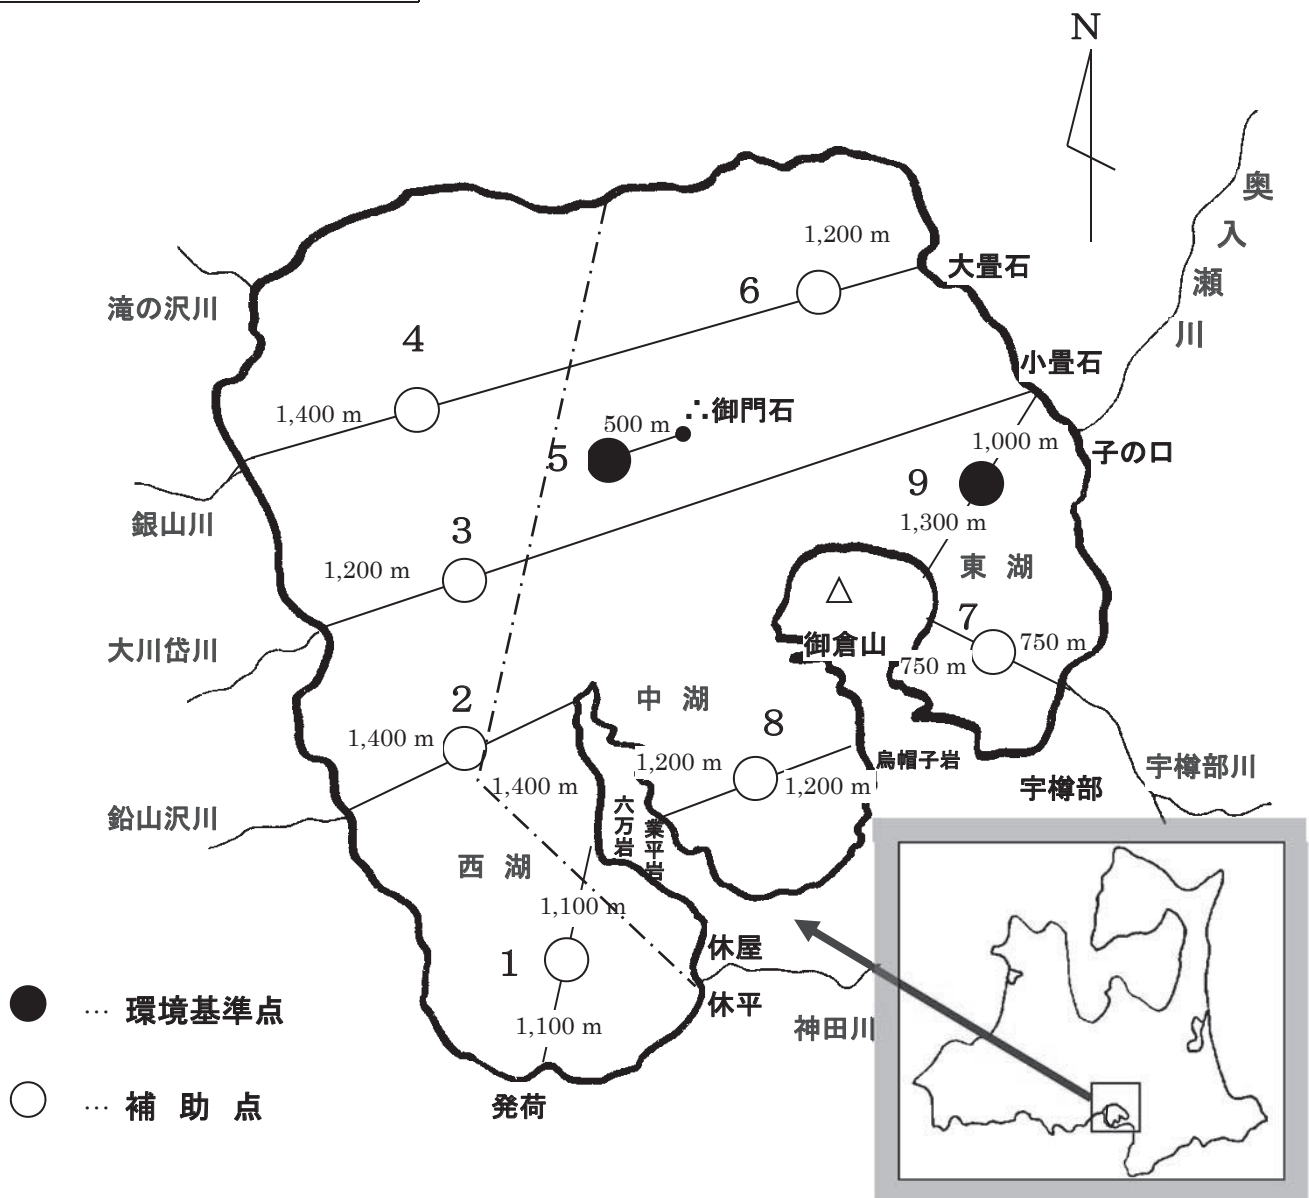 N
奥入瀬川
1,200 m
大畳石
6
滝の沢川
4
小畳石
1,400 m
∴御門石
500 m
5
1,000 m
子の口
9
銀山川
3
1,300 m
1,200 m
東 湖
7
大川岱川
御倉山
750 m
750 m
2
中 湖
8
1,400 m
烏帽子岩
1,200 m
宇樽部川
1,400 m
1,200 m
宇樽部
六万岩
業平岩
鉛山沢川
西 湖
1,100 m
休屋
1
休平
神田川
1,100 m
発荷
… 環境基準点
… 補 助 点